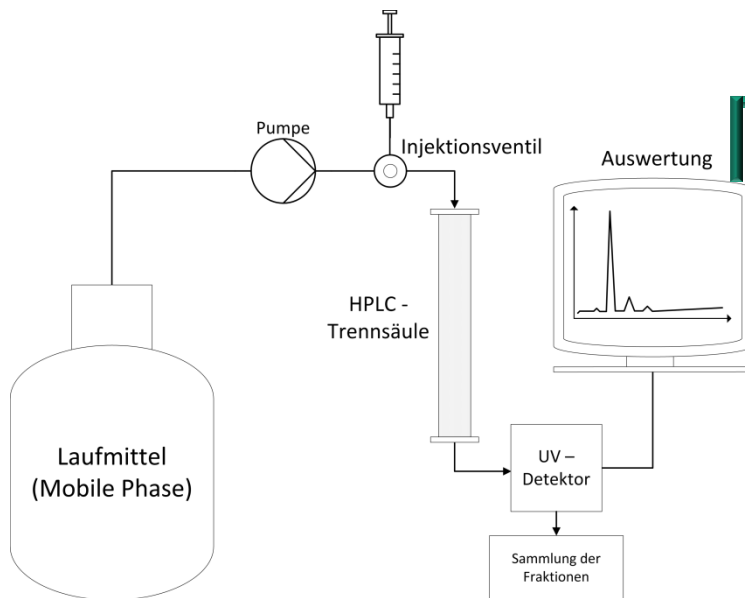 Pumpe
Injektionsventil
Auswertung
HPLC -
Trennsäule
Laufmittel
(Mobile Phase)
UV –
Detektor
Sammlung der
Fraktionen